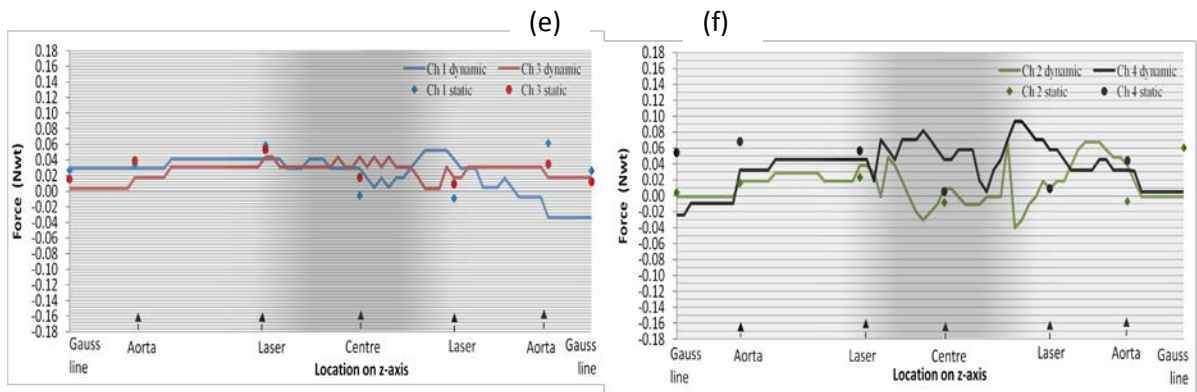 (e)
(f)
Force (Nwt)
0.18
0.16
0.14
0.12
0.10
0.08
0.06
0.04
0.02
0.00
-0.02
-0.04
-0.06
-0.08
-0.10
-0.12
-0.14
-0.16
-0.18
Ch 1 dynamic
Ch 3 dynamic
Ch 1 static
Ch 3 static
Gauss line
Aorta
Laser
Centre
Laser
Aorta
Gauss line
Location on z-axis
Force (Nwt)
0.18
0.16
0.14
0.12
0.10
0.08
0.06
0.04
0.02
0.00
-0.02
-0.04
-0.06
-0.08
-0.10
-0.12
-0.14
-0.16
-0.18
Ch 2 dynamic
Ch 4 dynamic
Ch 2 static
Ch 4 static
Gauss line
Aorta
Laser
Centre
Laser
Aorta
Gauss line
Location on z-axis